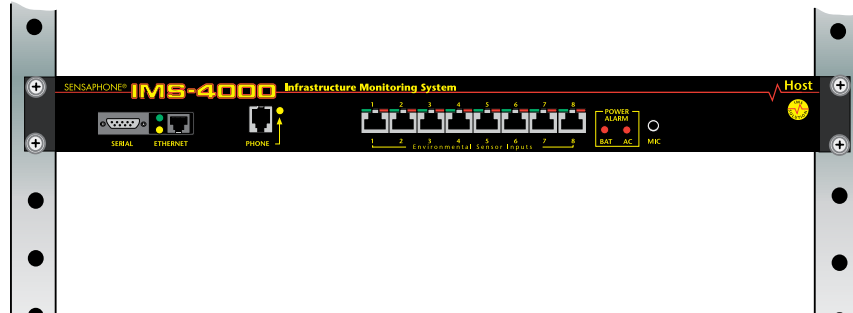 SENSAPHONE® IMS-4000 Infrastructure Monitoring System Host
1 2 3 4 5 6 7 8
POWER ALARM
SERIAL ETHERNET PHONE
1 2 3 4 5 6 7 8
Environmental Sensor Inputs
BAT AC MIC